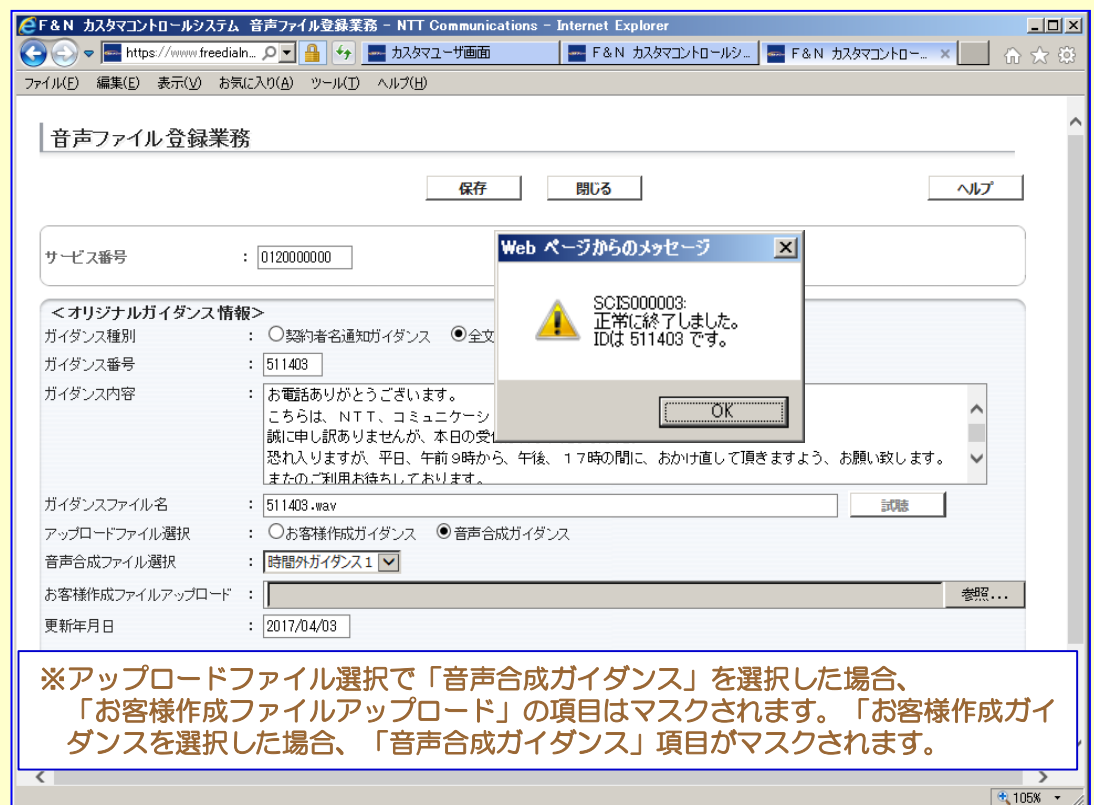 F&N カスタマコントロールシステム 音声ファイル登録業務 - NTT Communications - Internet Explorer
https://www.freedialn...
カスタマユーザ画面
F&N カスタマコントロールシ...
F&N カスタマコントロー...
ファイル(F) 編集(E) 表示(V) お気に入り(A) ツール(T) ヘルプ(H)
音声ファイル登録業務
保存 閉じる ヘルプ
サービス番号 : 0120000000
Web ページからのメッセージ
SCIS000003:
正常に終了しました。
IDは 511403 です。
OK
<オリジナルガイダンス情報>
ガイダンス種別 : 契約者名通知ガイダンス 全文
ガイダンス番号 : 511403
ガイダンス内容 : お電話ありがとうございます。
こちらは、NTT、コミュニケーシ
誠に申し訳ありませんが、本日の受
恐れ入りますが、平日、午前9時から、午後、17時の間に、おかけ直して頂きますよう、お願い致します。
またのご利用お待ちしております。
ガイダンスファイル名 : 511403.wav 試聴
アップロードファイル選択 : お客様作成ガイダンス 音声合成ガイダンス
音声合成ファイル選択 : 時間外ガイダンス1
お客様作成ファイルアップロード : 参照...
更新年月日 : 2017/04/03
※アップロードファイル選択で「音声合成ガイダンス」を選択した場合、
「お客様作成ファイルアップロード」の項目はマスクされます。「お客様作成ガイ
ダンスを選択した場合、「音声合成ガイダンス」項目がマスクされます。
105%